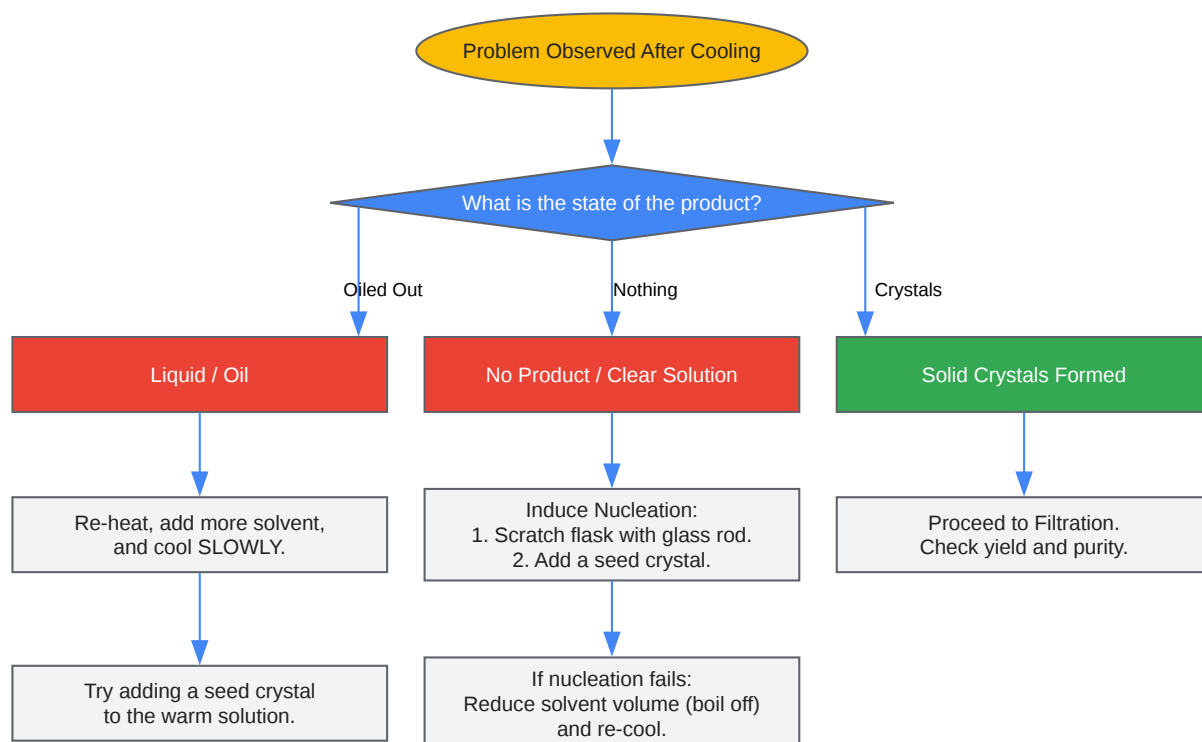 Problem Observed After Cooling
What is the state of the product?
Oiled Out
Nothing
Crystals
Liquid / Oil
No Product / Clear Solution
Solid Crystals Formed
Re-heat, add more solvent,
and cool SLOWLY.
Induce Nucleation:
1. Scratch flask with glass rod.
2. Add a seed crystal.
Proceed to Filtration.
Check yield and purity.
Try adding a seed crystal
to the warm solution.
If nucleation fails:
Reduce solvent volume (boil off)
and re-cool.